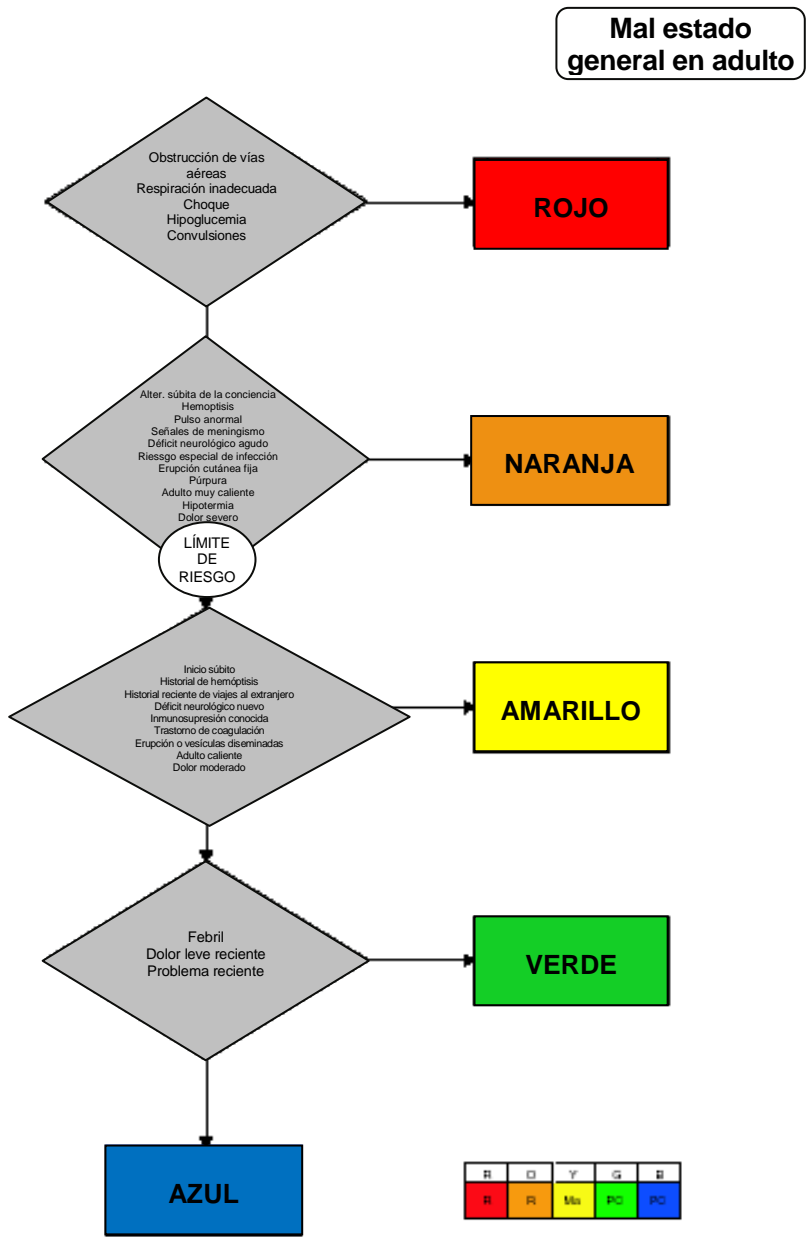 Mal estado
general en adulto
Obstrucción de vías
aéreas
Respiración inadecuada
Choque
Hipoglucemia
Convulsiones
ROJO
Alter. súbita de la conciencia
Hemoptisis
Pulso anormal
Señales de meningismo
Déficit neurológico agudo
Riessgo especial de infección
Erupción cutánea fija
Púrpura
Adulto muy caliente
Hipotermia
Dolor severo
NARANJA
LÍMITE
DE
RIESGO
Inicio súbito
Historial de hemóptisis
Historial reciente de viajes al extranjero
Déficit neurológico nuevo
Inmunosupresión conocida
Trastorno de coagulación
Erupción o vesículas diseminadas
Adulto caliente
Dolor moderado
AMARILLO
Febril
Dolor leve reciente
Problema reciente
VERDE
AZUL
R O Y G B
R R Ma PC PC